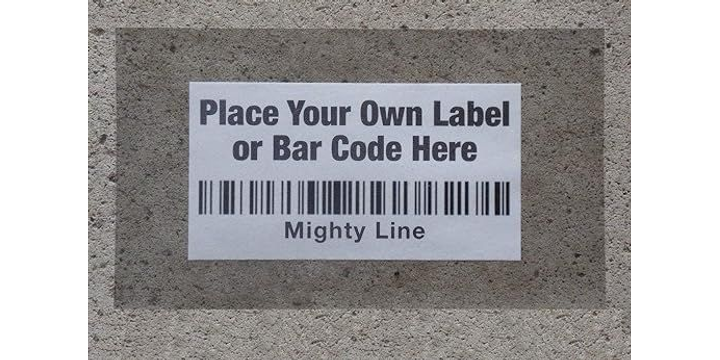 Place Your Own Label
or Bar Code Here
Mighty Line